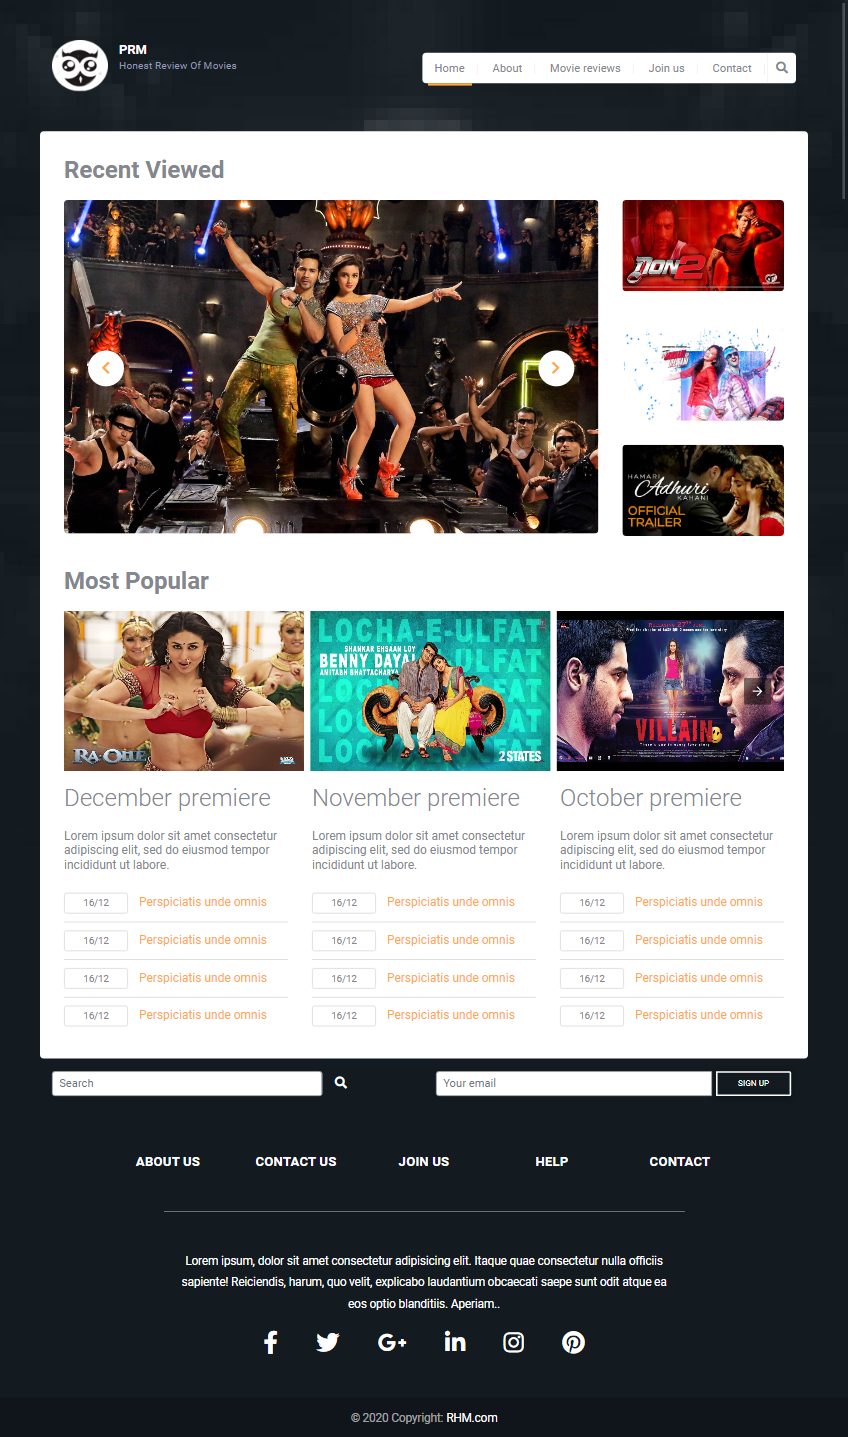 PRM
Honest Review Of Movies
Home
About
Movie reviews
Join us
Contact
Recent Viewed
DON 2
HAMARI
Adhuri
KAHANI
OFFICIAL
TRAILER
Most Popular
RA·ONE
LOCHA-E-ULFAT
SHANKAR EHSAAN LOY
BENNY DAYAL
ANITABH BHATTACHARYA
2 STATES
VILLAIN
There's one in every love story
December premiere
November premiere
October premiere
Lorem ipsum dolor sit amet consectetur
adipiscing elit, sed do eiusmod tempor
incididunt ut labore.
Lorem ipsum dolor sit amet consectetur
adipiscing elit, sed do eiusmod tempor
incididunt ut labore.
Lorem ipsum dolor sit amet consectetur
adipiscing elit, sed do eiusmod tempor
incididunt ut labore.
16/12 Perspiciatis unde omnis
16/12 Perspiciatis unde omnis
16/12 Perspiciatis unde omnis
16/12 Perspiciatis unde omnis
16/12 Perspiciatis unde omnis
16/12 Perspiciatis unde omnis
16/12 Perspiciatis unde omnis
16/12 Perspiciatis unde omnis
16/12 Perspiciatis unde omnis
16/12 Perspiciatis unde omnis
16/12 Perspiciatis unde omnis
16/12 Perspiciatis unde omnis
Search
Your email
SIGN UP
ABOUT US
CONTACT US
JOIN US
HELP
CONTACT
Lorem ipsum, dolor sit amet consectetur adipisicing elit. Itaque quae consectetur nulla officiis
sapiente! Reiciendis, harum, quo velit, explicabo laudantium obcaecati saepe sunt odit atque ea
eos optio blanditiis. Aperiam..
© 2020 Copyright: RHM.com